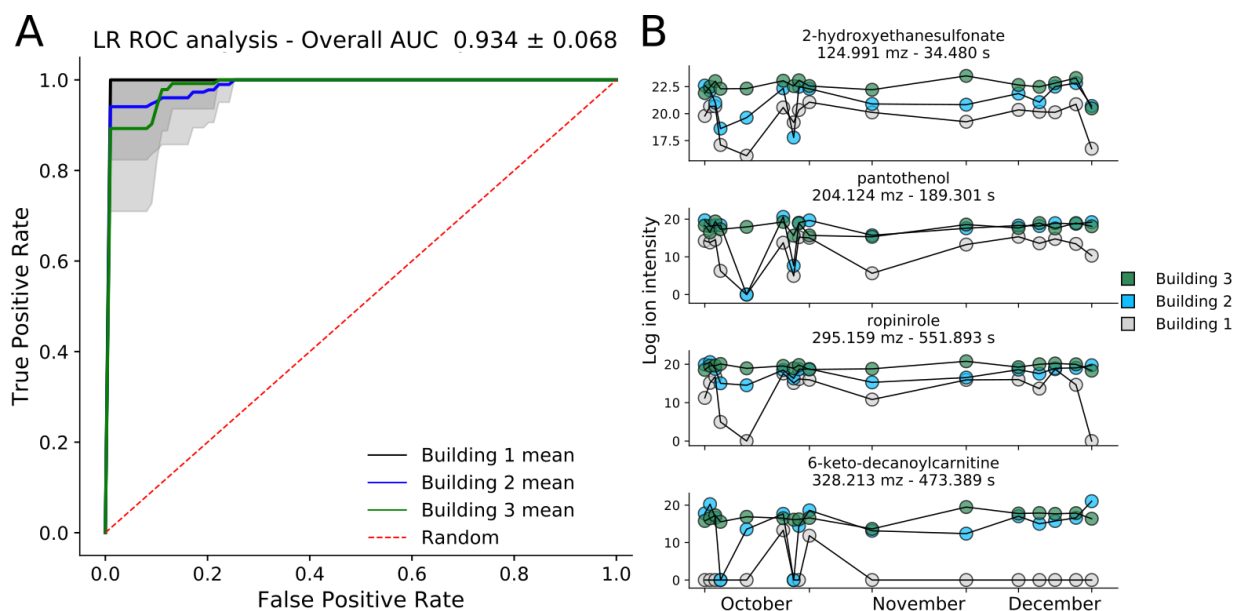 A
LR ROC analysis - Overall AUC 0.934 ± 0.068
True Positive Rate
1.0
0.8
0.6
0.4
0.2
0.0
0.0 0.2 0.4 0.6 0.8 1.0
False Positive Rate
Building 1 mean
Building 2 mean
Building 3 mean
Random
B
Log ion intensity
2-hydroxyethanesulfonate
124.991 mz - 34.480 s
22.5
20.0
17.5
pantothenol
204.124 mz - 189.301 s
20
10
0
ropinirole
295.159 mz - 551.893 s
20
10
0
6-keto-decanoylcarnitine
328.213 mz - 473.389 s
20
10
0
October November December
Building 3
Building 2
Building 1